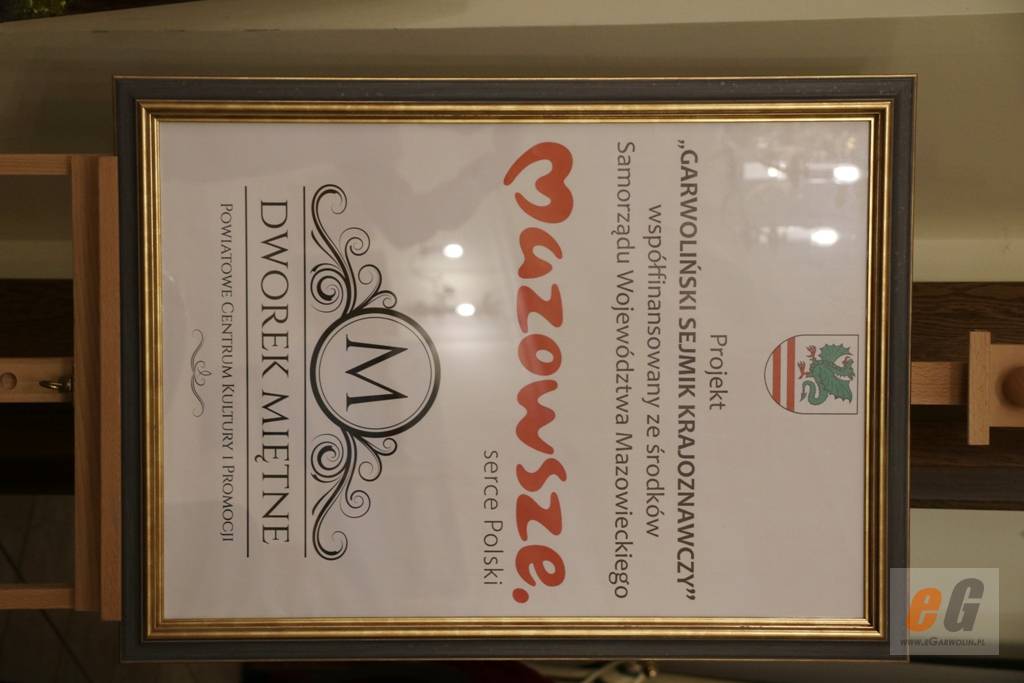 Projekt
„GARWOLIŃSKI SEJMIK KRAJOZNAWCZY”
współfinansowany ze środków
Samorządu Województwa Mazowieckiego
mazowsze.
serce Polski
M
DWOREK MIĘTNE
POWIATOWE CENTRUM KULTURY I PROMOCJI
eG
www.eGarwolin.pl